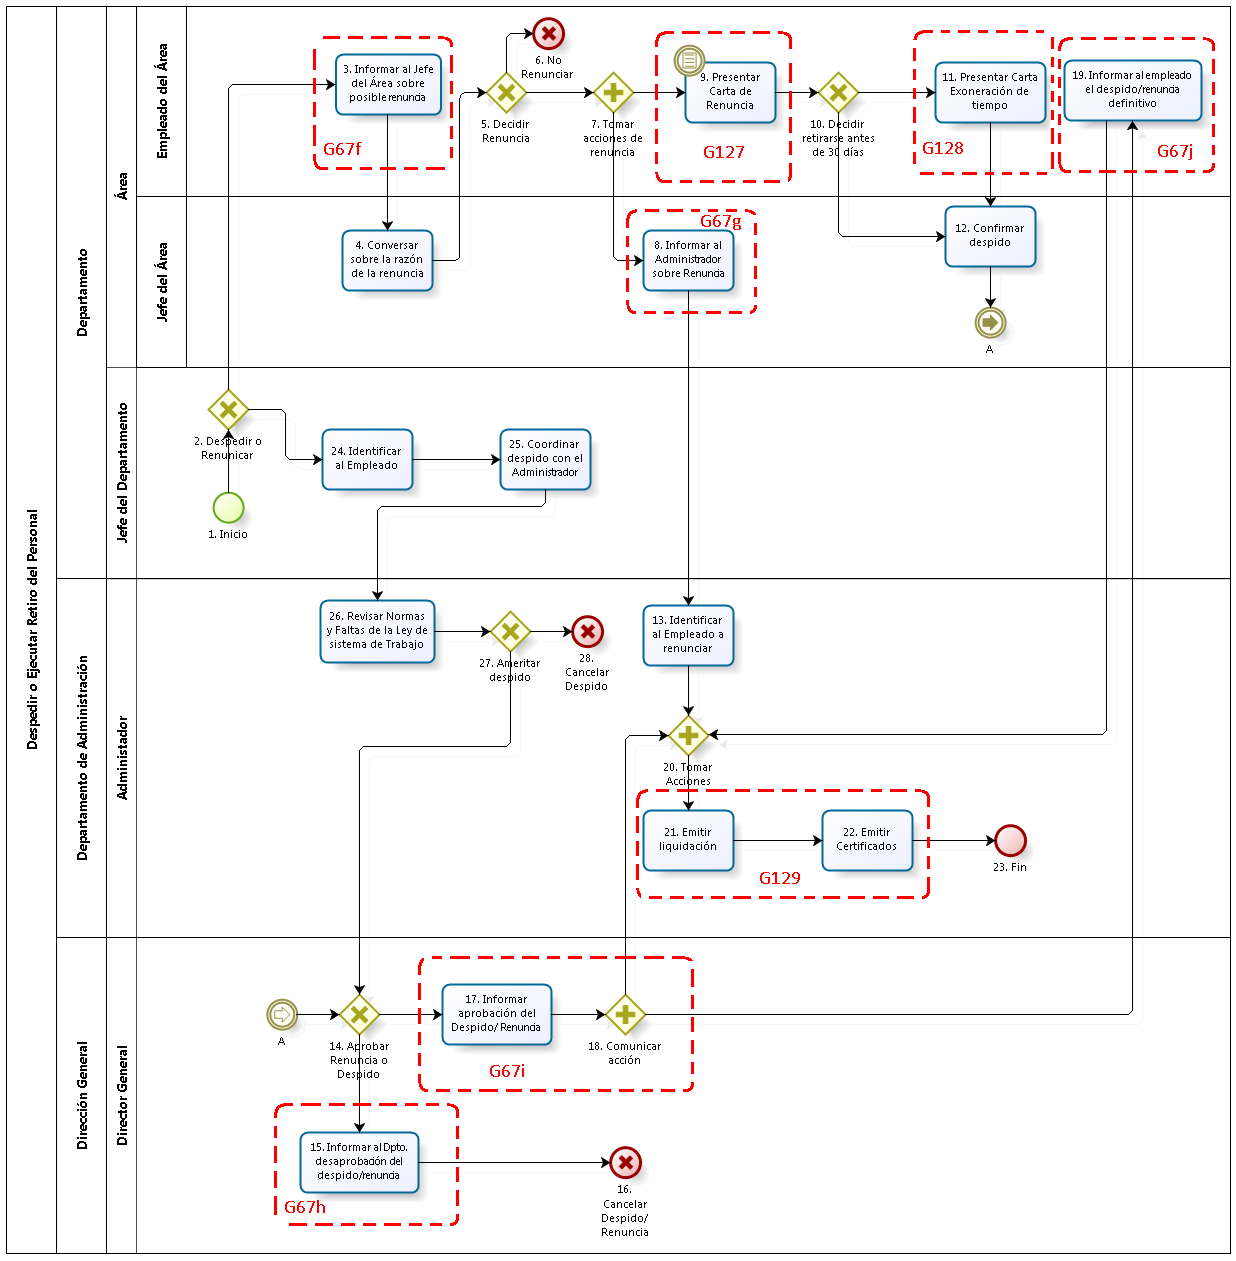 Despedir o Ejecutar Retiro del Personal
Departamento
Área
Empleado del Área
3. Informar al Jefe
del Área sobre
posible renuncia
G67f
5. Decidir
Renuncia
6. No
Renunciar
7. Tomar
acciones de
renuncia
9. Presentar
Carta de
Renuncia
G127
10. Decidir
retirarse antes
de 30 días
11. Presentar Carta
Exoneración de
tiempo
G128
19. Informar al empleado
el despido/renuncia
definitivo
G67j
Jefe del Área
4. Conversar
sobre la razón
de la renuncia
G67g
8. Informar al
Administrador
sobre Renuncia
12. Confirmar
despido
A
Jefe del Departamento
2. Despedir o
Renunicar
1. Inicio
24. Identificar
al Empleado
25. Coordinar
despido con el
Administrador
Departamento de Administración
Administador
26. Revisar Normas
y Faltas de la Ley de
sistema de Trabajo
27. Ameritar
despido
28.
Cancelar
Despido
13. Identificar
al Empleado a
renunciar
20. Tomar
Acciones
21. Emitir
liquidación
22. Emitir
Certificados
G129
23. Fin
Dirección General
Director General
A
14. Aprobar
Renuncia o
Despido
17. Informar
aprobación del
Despido/ Renuncia
18. Comunicar
acción
G67i
15. Informar al Dpto.
desaprobación del
despido/renuncia
G67h
16.
Cancelar
Despido/
Renuncia